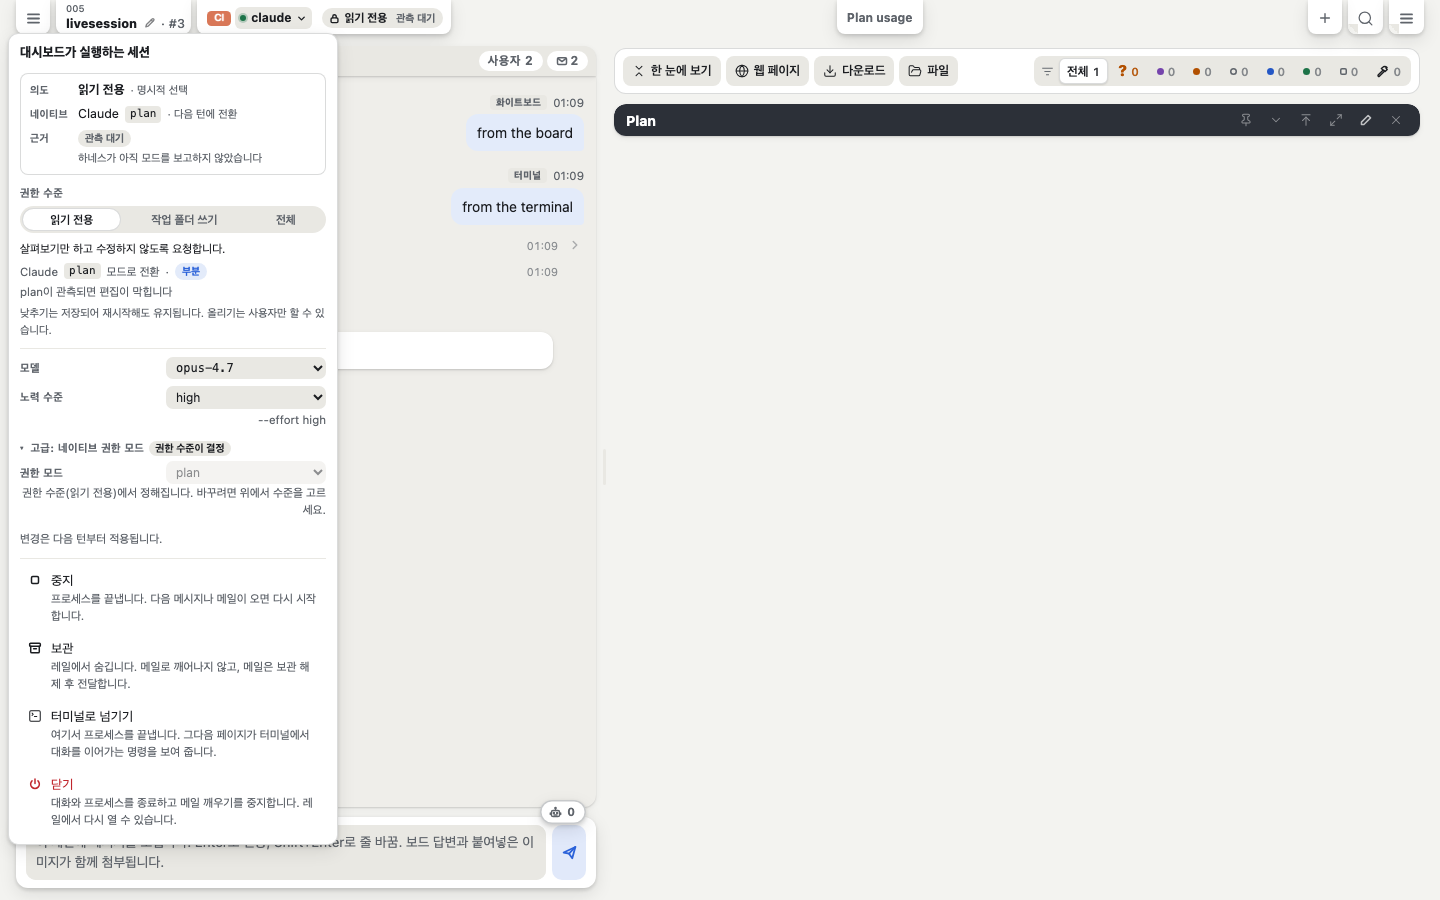 005
livesession · #3
CI claude
읽기 전용 관측 대기
Plan usage
대시보드가 실행하는 세션
의도 읽기 전용 · 명시적 선택
네이티브 Claude plan · 다음 턴에 전환
근거 관측 대기
하네스가 아직 모드를 보고하지 않았습니다
권한 수준
읽기 전용 작업 폴더 쓰기 전체
살펴보기만 하고 수정하지 않도록 요청합니다.
Claude plan 모드로 전환 · 부분
plan이 관측되면 편집이 막힙니다
낮추기는 저장되어 재시작해도 유지됩니다. 올리기는 사용자만 할 수 있
습니다.
모델 opus-4.7
노력 수준 high
--effort high
고급: 네이티브 권한 모드 권한 수준이 결정
권한 모드 plan
권한 수준(읽기 전용)에서 정해집니다. 바꾸려면 위에서 수준을 고르
세요.
변경은 다음 턴부터 적용됩니다.
중지
프로세스를 끝냅니다. 다음 메시지나 메일이 오면 다시 시작
합니다.
보관
레일에서 숨깁니다. 메일로 깨어나지 않고, 메일은 보관 해
제 후 전달합니다.
터미널로 넘기기
여기서 프로세스를 끝냅니다. 그다음 페이지가 터미널에서
대화를 이어가는 명령을 보여 줍니다.
닫기
대화와 프로세스를 종료하고 메일 깨우기를 중지합니다. 레
일에서 다시 열 수 있습니다.
사용자 2 2
화이트보드 01:09
from the board
터미널 01:09
from the terminal
01:09
01:09
0
로 줄 바꿈. 보드 답변과 붙여넣은 이
미지가 함께 첨부됩니다.
한 눈에 보기 웹 페이지 다운로드 파일
전체 1 ? 0 0 0 0 0 0 0 0
Plan